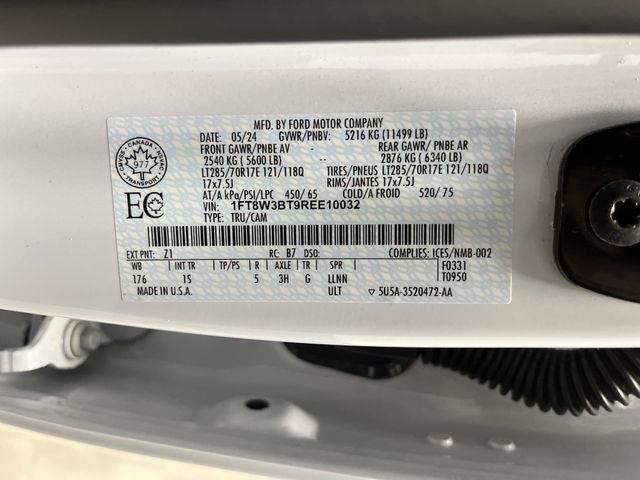 MFD. BY FORD MOTOR COMPANY
DATE: 05/24 GVWR/PNBV: 5216 KG (11499 LB)
FRONT GAWR/PNBE AV -- REAR GAWR/ PNBE AR
2540 KG ( 5600 LB) -- 2876 KG ( 6340 LB)
LT285/70R17E 121/118Q TIRES/PNEUS LT285/70R17E 121/118Q
17x7.5J RIMS/JANTES 17x7.5J
AT/A kPa/PSI/LPC 450/ 65 COLD/A FROID 520/ 75
VIN: 1FT8W3BT9REE10032
TYPE: TRU/CAM
CANADA
977
TRANSPORT
EC
EXT PNT: Z1 RC: B7 DSO: COMPLIES: ICES/NMB-002
WB INT TR TP/PS R AXLE TR SPR F0331
176 1S 5 3H G LLNN T0950
MADE IN U.S.A. ULT 5U5A-3520472-AA